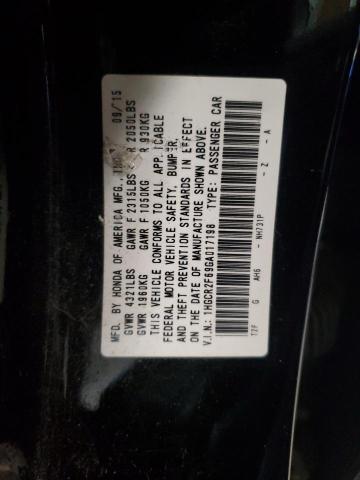 MFD. BY HONDA OF AMERICA MFG., INC. 09/15
GVWR 4321LBS GAWR F 2315LBS R 2050LBS
GVWR 1960KG GAWR F 1050KG R 930KG
THIS VEHICLE CONFORMS TO ALL APPLICABLE
FEDERAL MOTOR VEHICLE SAFETY, BUMPER,
AND THEFT PREVENTION STANDARDS IN EFFECT
ON THE DATE OF MANUFACTURE SHOWN ABOVE.
V.I.N.: 1HGCR2F69GA017198 TYPE: PASSENGER CAR
T2F G AH6 NH731P - Z - A